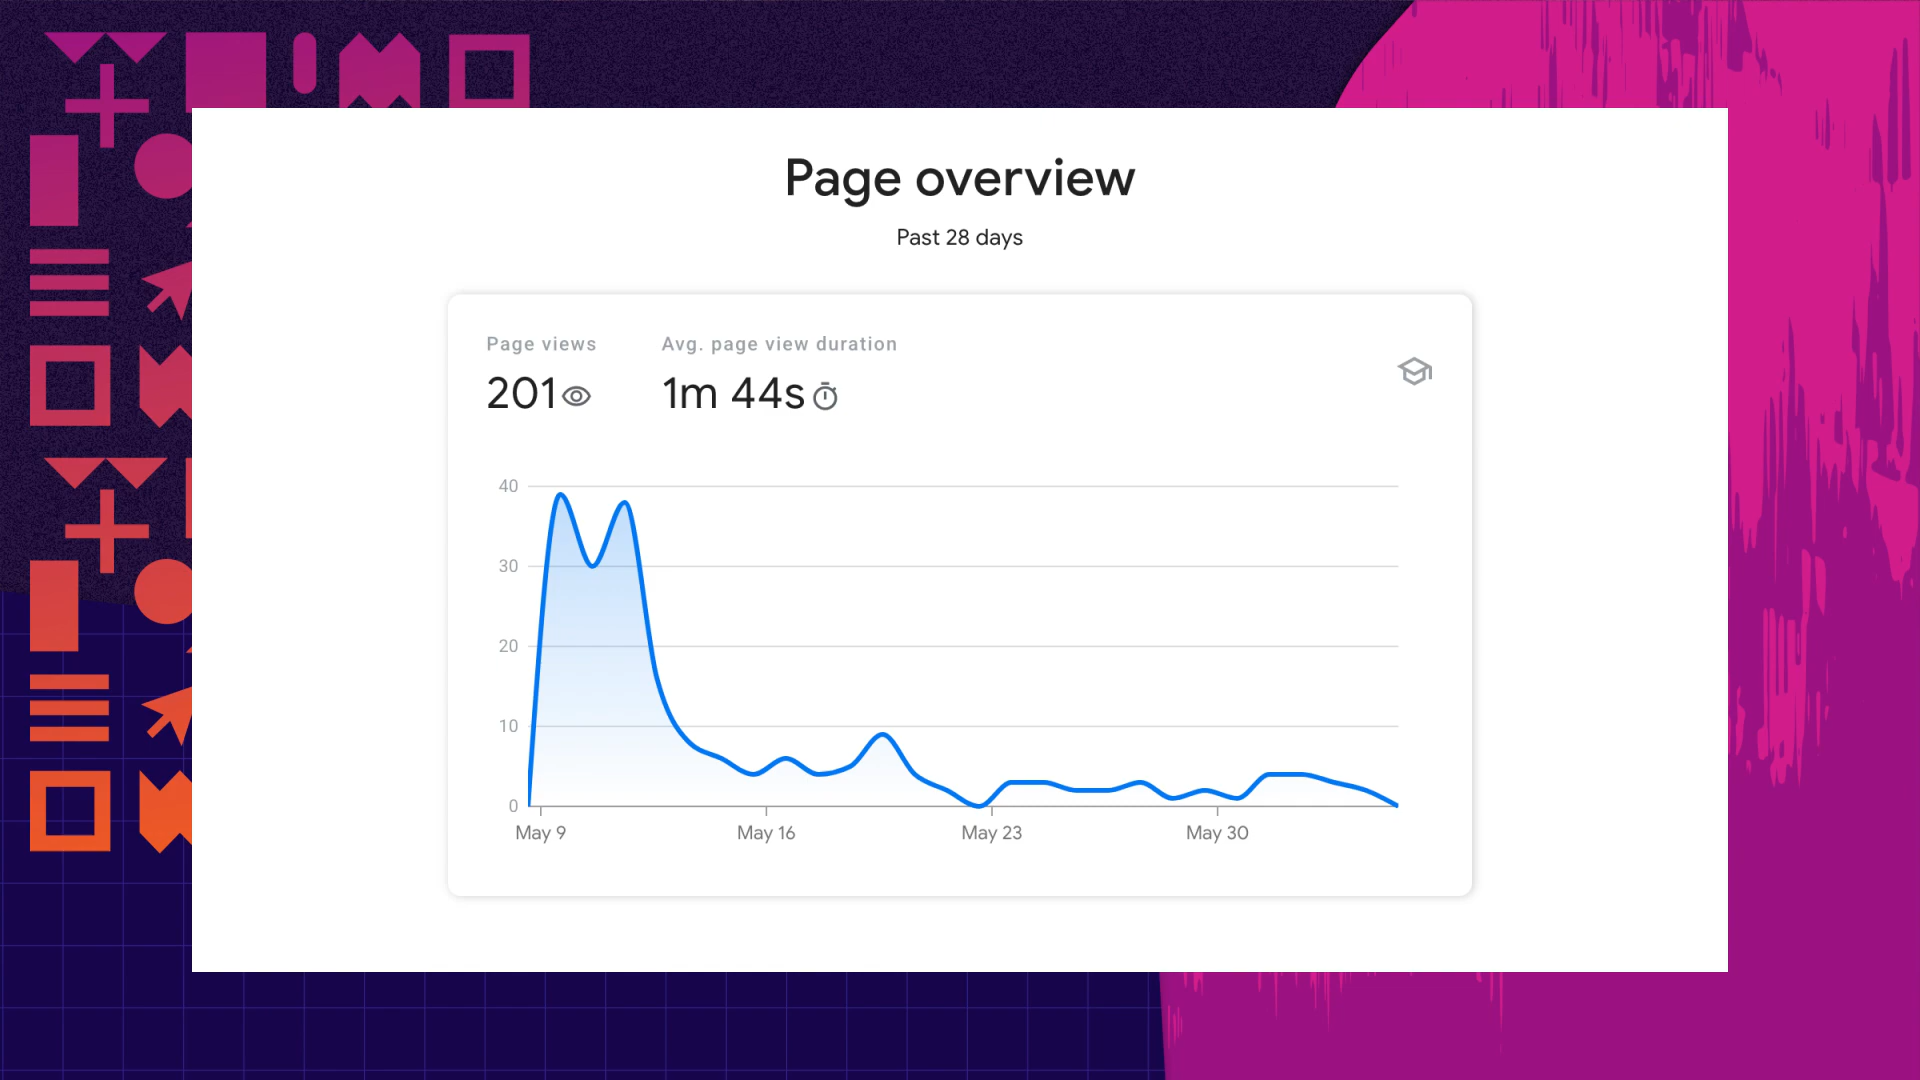 Page overview
Past 28 days
Page views
Avg. page view duration
201
1m 44s
40
30
20
10
0
May 9
May 16
May 23
May 30